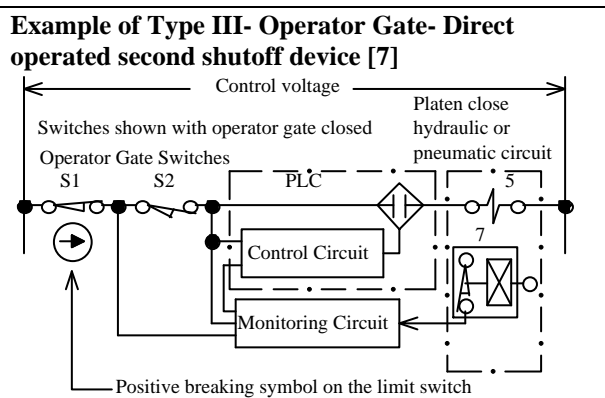 Example of Type III- Operator Gate- Direct
operated second shutoff device [7]
Control voltage
Platen close
hydraulic or
pneumatic circuit
Switches shown with operator gate closed
Operator Gate Switches
S1
S2
PLC
5
7
Control Circuit
Monitoring Circuit
Positive breaking symbol on the limit switch